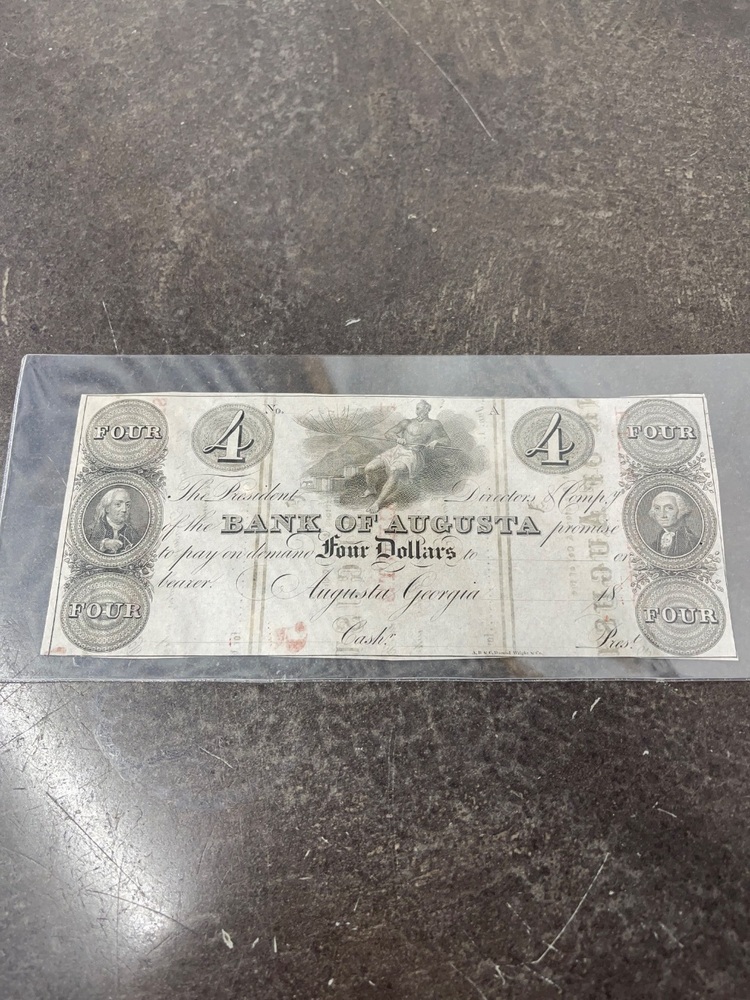 FOUR 4 No. A 4 FOUR
The President Directors & Comp.y
of the BANK OF AUGUSTA promise
to pay on demand Four Dollars to or
bearer. Augusta, Georgia 18
FOUR FOUR
Cash.r Pres.t